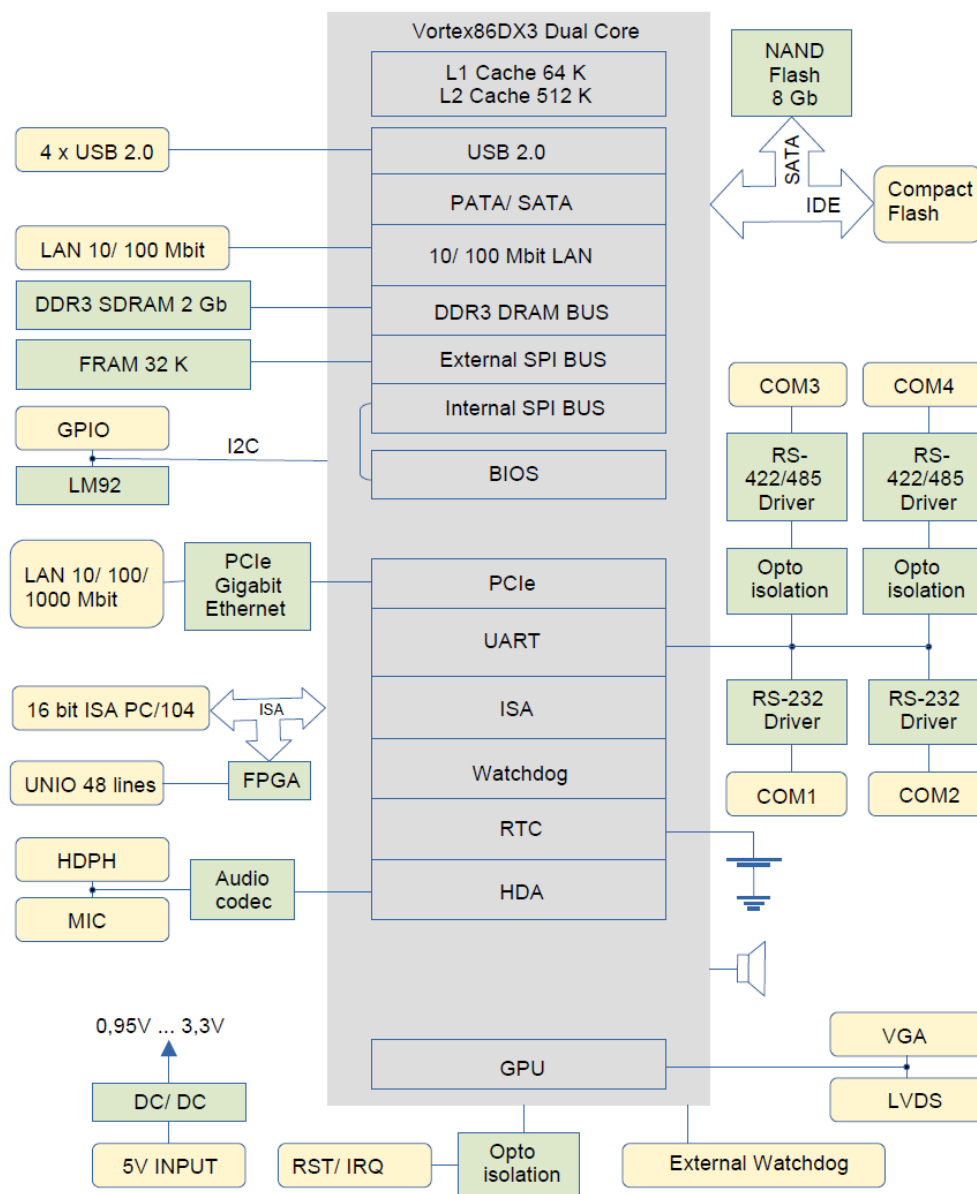 Vortex86DX3 Dual Core
L1 Cache 64 K
L2 Cache 512 K
NAND
Flash
8 Gb
4 x USB 2.0
USB 2.0
SATA
IDE
Compact
Flash
PATA/ SATA
LAN 10/ 100 Mbit
10/ 100 Mbit LAN
DDR3 SDRAM 2 Gb
DDR3 DRAM BUS
FRAM 32 K
External SPI BUS
Internal SPI BUS
GPIO
I2C
LM92
BIOS
COM3
COM4
RS-
422/485
Driver
RS-
422/485
Driver
Opto
isolation
Opto
isolation
LAN 10/ 100/
1000 Mbit
PCIe
Gigabit
Ethernet
PCIe
UART
RS-232
Driver
RS-232
Driver
COM1
COM2
16 bit ISA PC/104
ISA
ISA
UNIO 48 lines
FPGA
Watchdog
RTC
HDPH
MIC
Audio
codec
HDA
0,95V ... 3,3V
DC/ DC
5V INPUT
GPU
VGA
LVDS
RST/ IRQ
Opto
isolation
External Watchdog